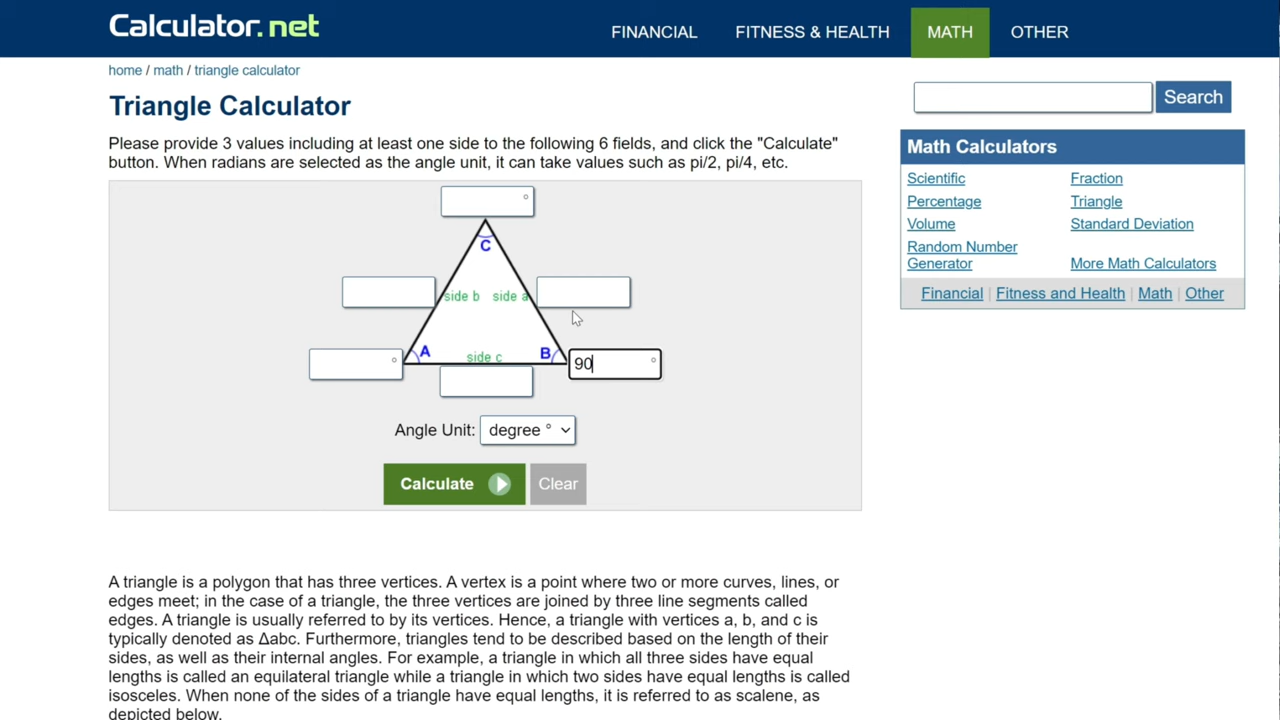 Calculator.net
FINANCIAL FITNESS & HEALTH MATH OTHER
home / math / triangle calculator
Triangle Calculator
Please provide 3 values including at least one side to the following 6 fields, and click the "Calculate"
button. When radians are selected as the angle unit, it can take values such as pi/2, pi/4, etc.
°
C
side b side a
A
B
side c
°
90 °
Angle Unit: degree °
Calculate Clear
A triangle is a polygon that has three vertices. A vertex is a point where two or more curves, lines, or
edges meet; in the case of a triangle, the three vertices are joined by three line segments called
edges. A triangle is usually referred to by its vertices. Hence, a triangle with vertices a, b, and c is
typically denoted as Δabc. Furthermore, triangles tend to be described based on the length of their
sides, as well as their internal angles. For example, a triangle in which all three sides have equal
lengths is called an equilateral triangle while a triangle in which two sides have equal lengths is called
isosceles. When none of the sides of a triangle have equal lengths, it is referred to as scalene, as
depicted below.
Search
Math Calculators
Scientific Fraction
Percentage Triangle
Volume Standard Deviation
Random Number
Generator More Math Calculators
Financial | Fitness and Health | Math | Other